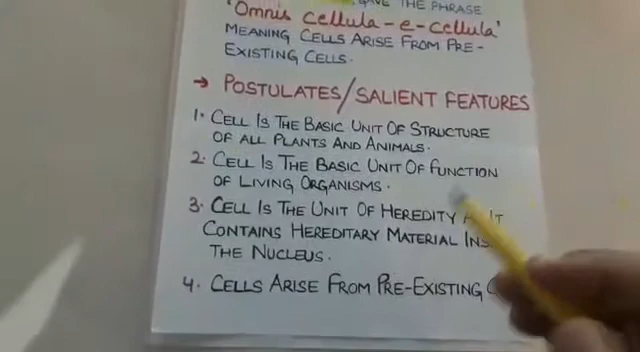 GAVE THE PHRASE
'Omnis cellula-e-cellula'
MEANING CELLS ARISE FROM PRE-
EXISTING CELLS.
→ POSTULATES/SALIENT FEATURES
1. CELL IS THE BASIC UNIT OF STRUCTURE
OF ALL PLANTS AND ANIMALS.
2. CELL IS THE BASIC UNIT OF FUNCTION
OF LIVING ORGANISMS.
3. CELL IS THE UNIT OF HEREDITY IT
CONTAINS HEREDITARY MATERIAL
THE NUCLEUS.
4. CELLS ARISE FROM PRE-EXISTING